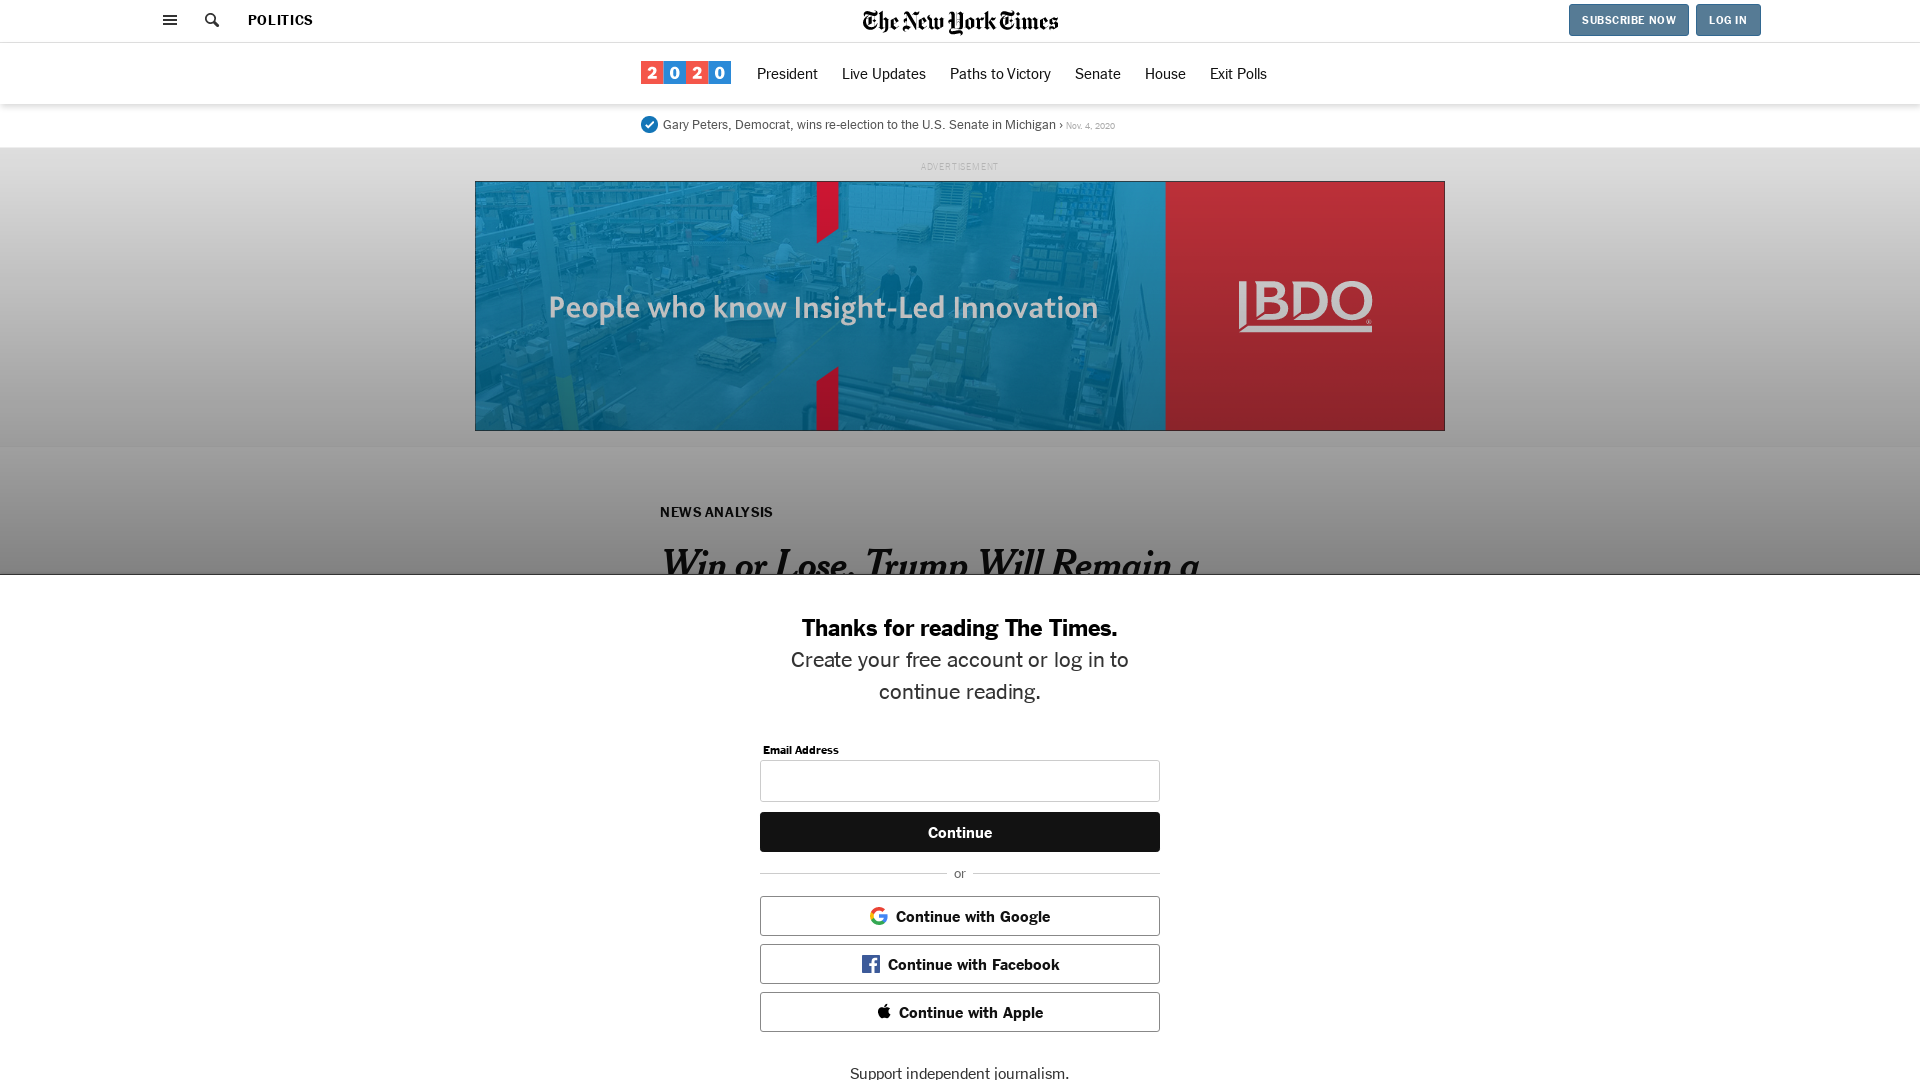 POLITICS
The New York Times
SUBSCRIBE NOW
LOG IN
2020
President
Live Updates
Paths to Victory
Senate
House
Exit Polls
Gary Peters, Democrat, wins re-election to the U.S. Senate in Michigan › Nov. 4, 2020
ADVERTISEMENT
People who know Insight-Led Innovation
BDO®
NEWS ANALYSIS
Win or Lose, Trump Will Remain a
Thanks for reading The Times.
Create your free account or log in to
continue reading.
Email Address
Continue
or
Continue with Google
Continue with Facebook
Continue with Apple
Support independent journalism.